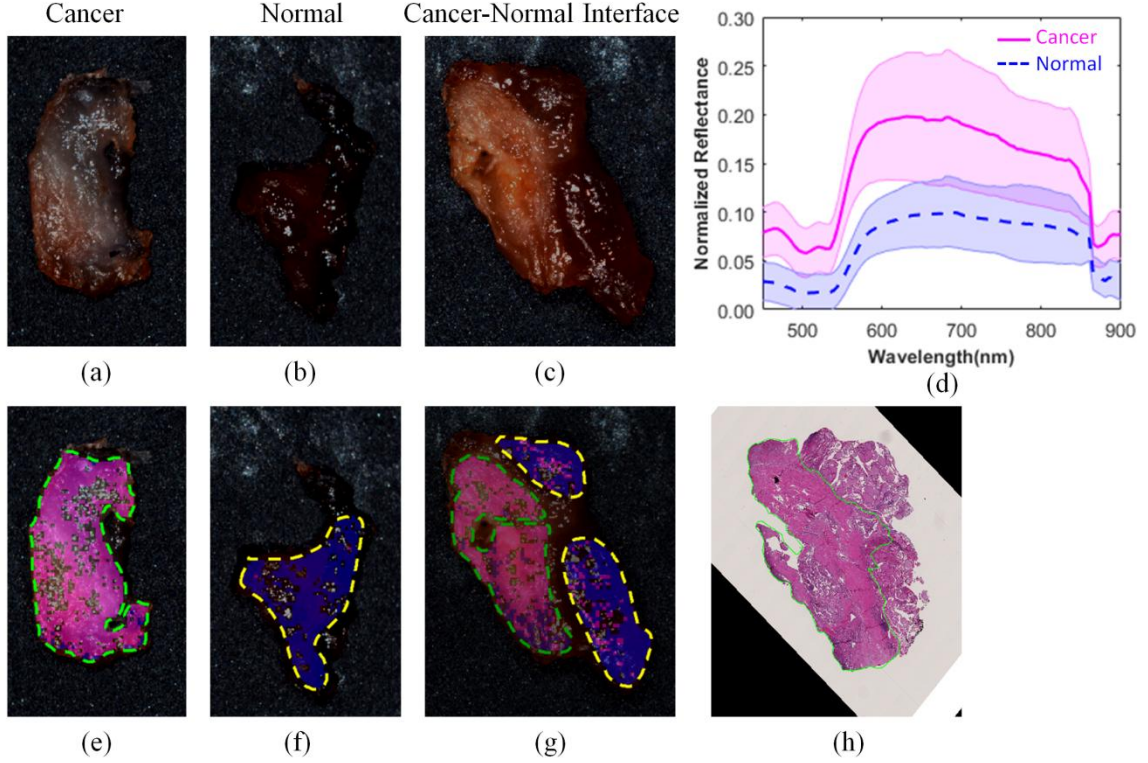 Cancer
Normal
Cancer-Normal Interface
0.30
0.25
0.20
0.15
0.10
0.05
0.00
Normalized Reflectance
Cancer
Normal
500
600
700
800
900
Wavelength(nm)
(a)
(b)
(c)
(d)
(e)
(f)
(g)
(h)